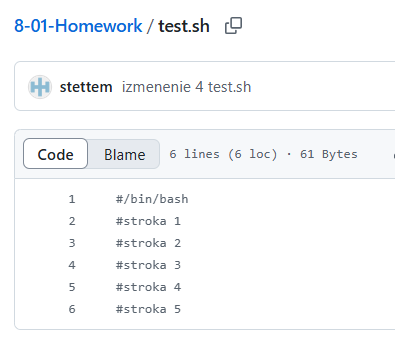 8-01-Homework / test.sh
stettem izmenenie 4 test.sh
Code Blame 6 lines (6 loc) · 61 Bytes
1 #/bin/bash
2 #stroka 1
3 #stroka 2
4 #stroka 3
5 #stroka 4
6 #stroka 5